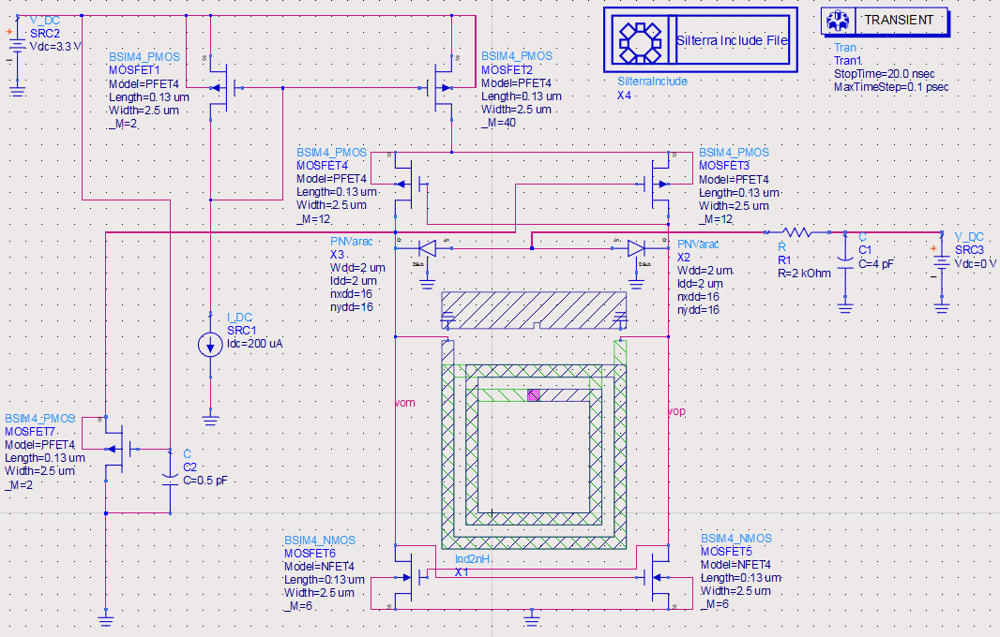 V_DC
SRC2
Vdc=3.3 V
BSIM4_PMOS
MOSFET1
Model=PFET4
Length=0.13 um
Width=2.5 um
_M=2
BSIM4_PMOS
MOSFET2
Model=PFET4
Length=0.13 um
Width=2.5 um
_M=40
Silterra Include File
SilterraInclude
X4
TRANSIENT
Tran
Tran1
StopTime=20.0 nsec
MaxTimeStep=0.1 psec
BSIM4_PMOS
MOSFET4
Model=PFET4
Length=0.13 um
Width=2.5 um
_M=12
BSIM4_PMOS
MOSFET3
Model=PFET4
Length=0.13 um
Width=2.5 um
_M=12
PNVarac
X3
Wdd=2 um
ldd=2 um
nxdd=16
nydd=16
PNVarac
X2
Wdd=2 um
ldd=2 um
nxdd=16
nydd=16
R
R1
R=2 kOhm
C
C1
C=4 pF
V_DC
SRC3
Vdc=0 V
I_DC
SRC1
Idc=200 uA
vom
vop
BSIM4_PMOS
MOSFET7
Model=PFET4
Length=0.13 um
Width=2.5 um
_M=2
C
C2
C=0.5 pF
BSIM4_NMOS
MOSFET6
Model=NFET4
Length=0.13 um
Width=2.5 um
_M=6
Ind2nH
X1
BSIM4_NMOS
MOSFET5
Model=NFET4
Length=0.13 um
Width=2.5 um
_M=6